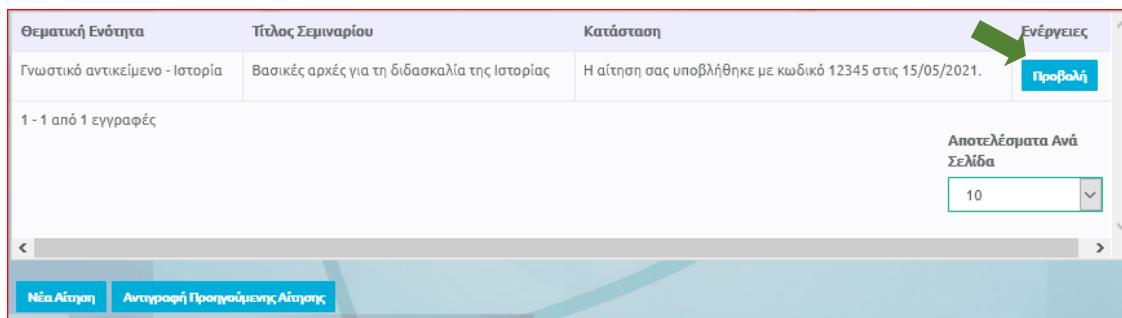 Θεματική Ενότητα Τίτλος Σεμιναρίου Κατάσταση Ενέργειες
Γνωστικό αντικείμενο - Ιστορία Βασικές αρχές για τη διδασκαλία της Ιστορίας Η αίτηση σας υποβλήθηκε με κωδικό 12345 στις 15/05/2021. Προβολή
1 - 1 από 1 εγγραφές
Αποτελέσματα Ανά
Σελίδα
10
Νέα Αίτηση Αντιγραφή Προηγούμενης Αίτησης